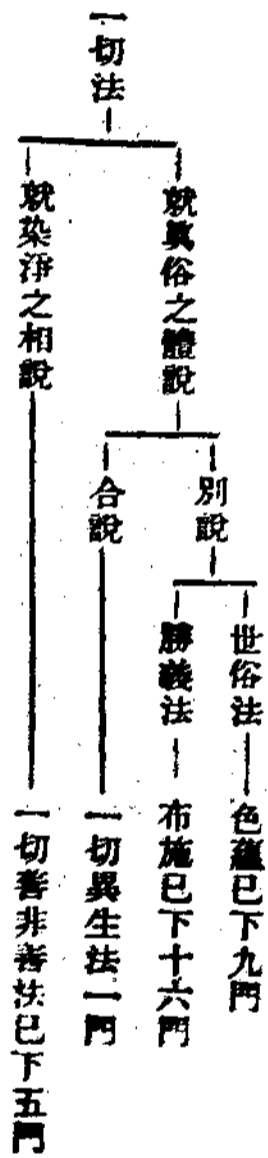 一切法
就眞俗之體說
別說
世俗法
色蘊已下九門
勝義法
布施已下十六門
合說
一切異生法一門
就染淨之相說
一切善非善法已下五門